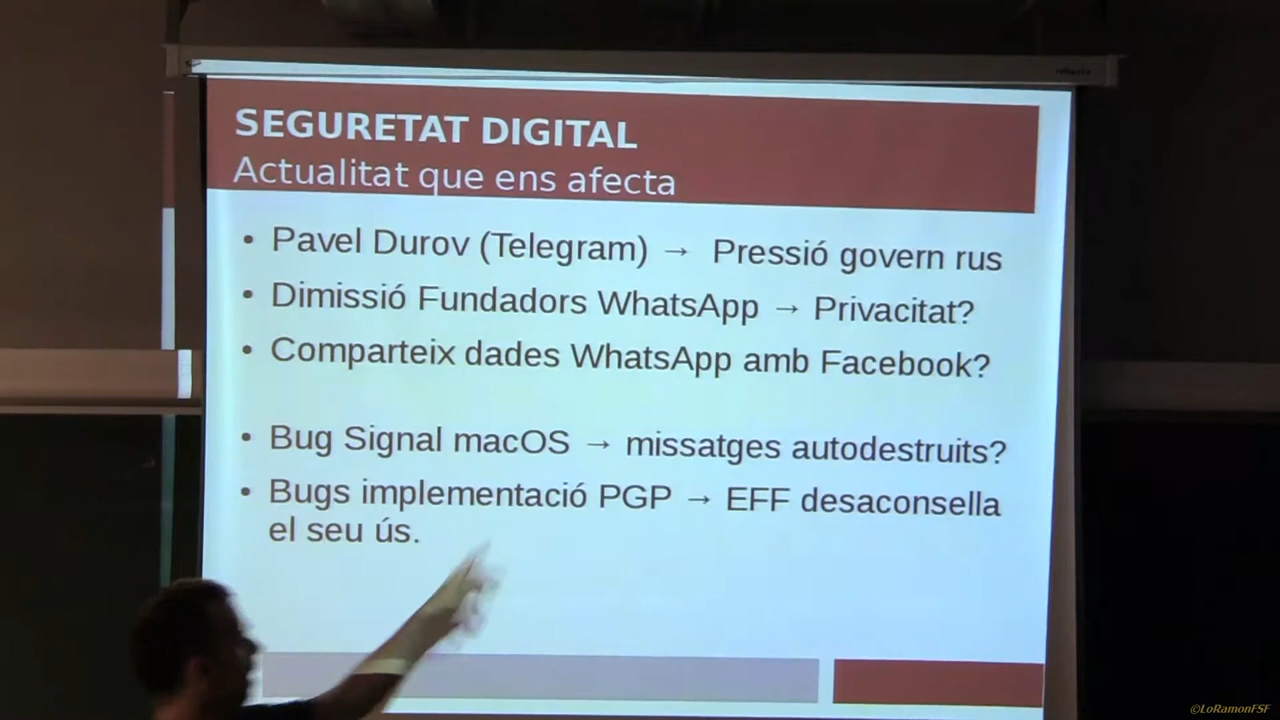 SEGURETAT DIGITAL
Actualitat que ens afecta
• Pavel Durov (Telegram) → Pressió govern rus
• Dimissió Fundadors WhatsApp → Privacitat?
• Comparteix dades WhatsApp amb Facebook?
• Bug Signal macOS → missatges autodestruits?
• Bugs implementació PGP → EFF desaconsella
el seu ús.
©LoRamonFSF